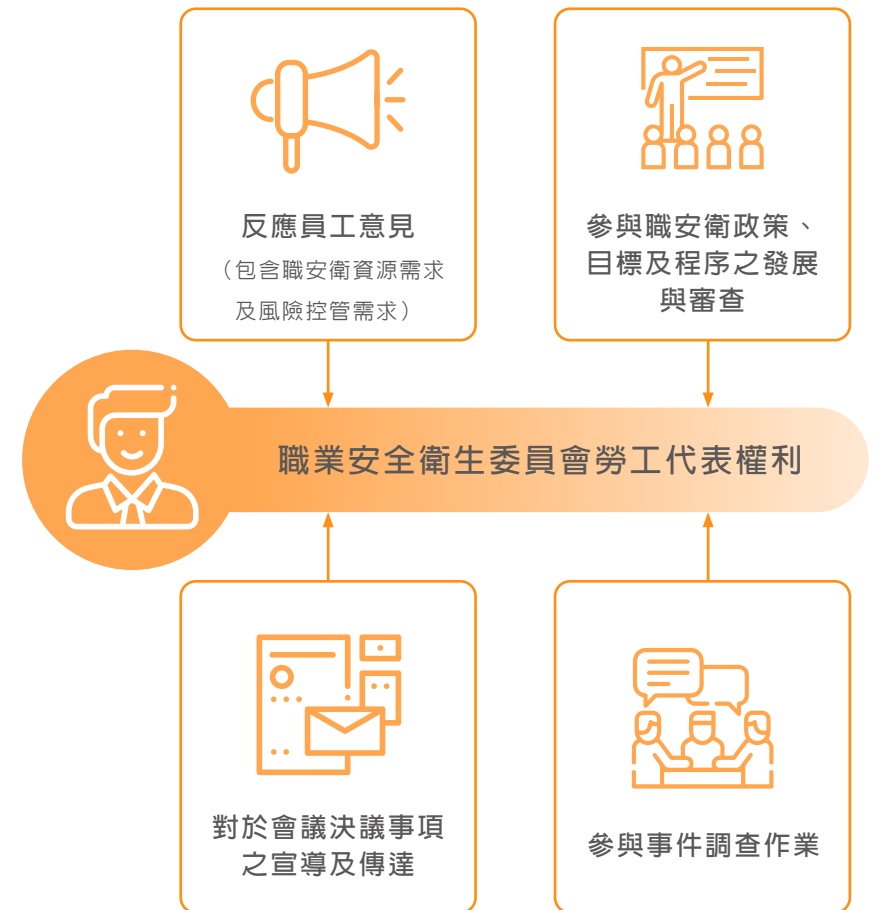 反應員工意見
（包含職安衛資源需求
及風險控管需求）
參與職安衛政策、
目標及程序之發展
與審查
職業安全衛生委員會勞工代表權利
對於會議決議事項
之宣導及傳達
參與事件調查作業